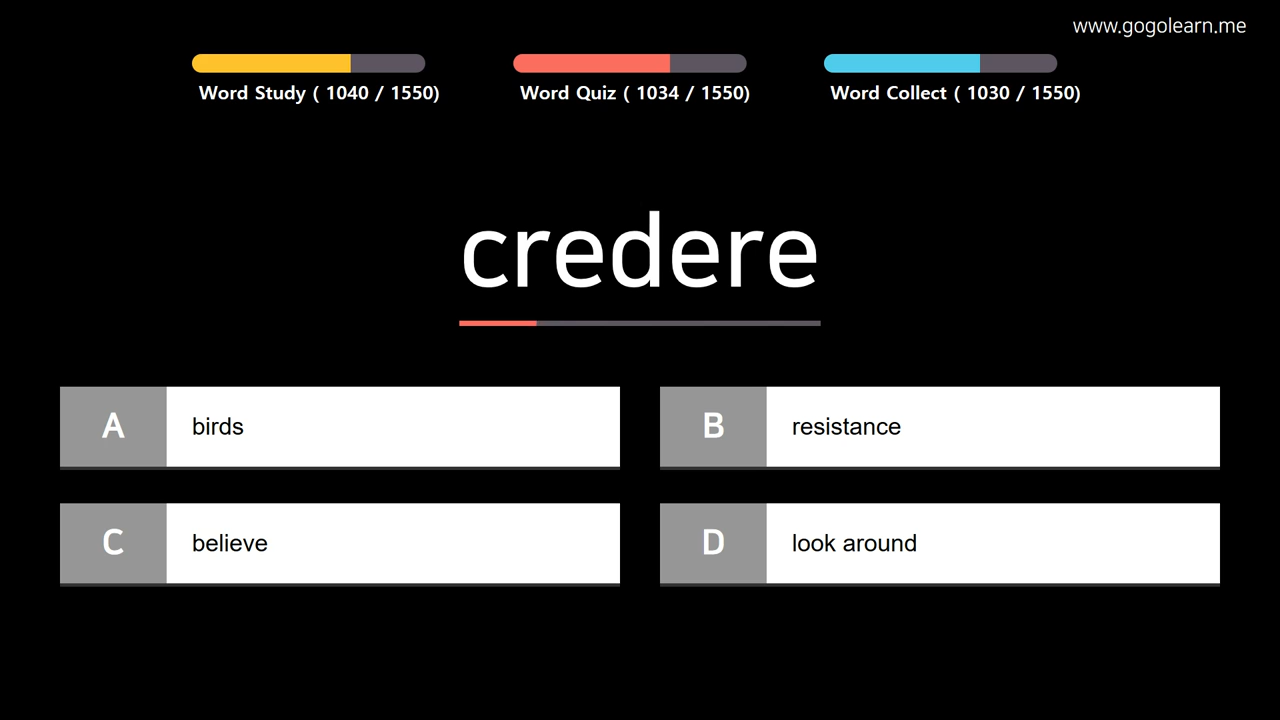 www.gogolearn.me
Word Study ( 1040 / 1550)
Word Quiz ( 1034 / 1550)
Word Collect ( 1030 / 1550)
credere
A birds
B resistance
C believe
D look around